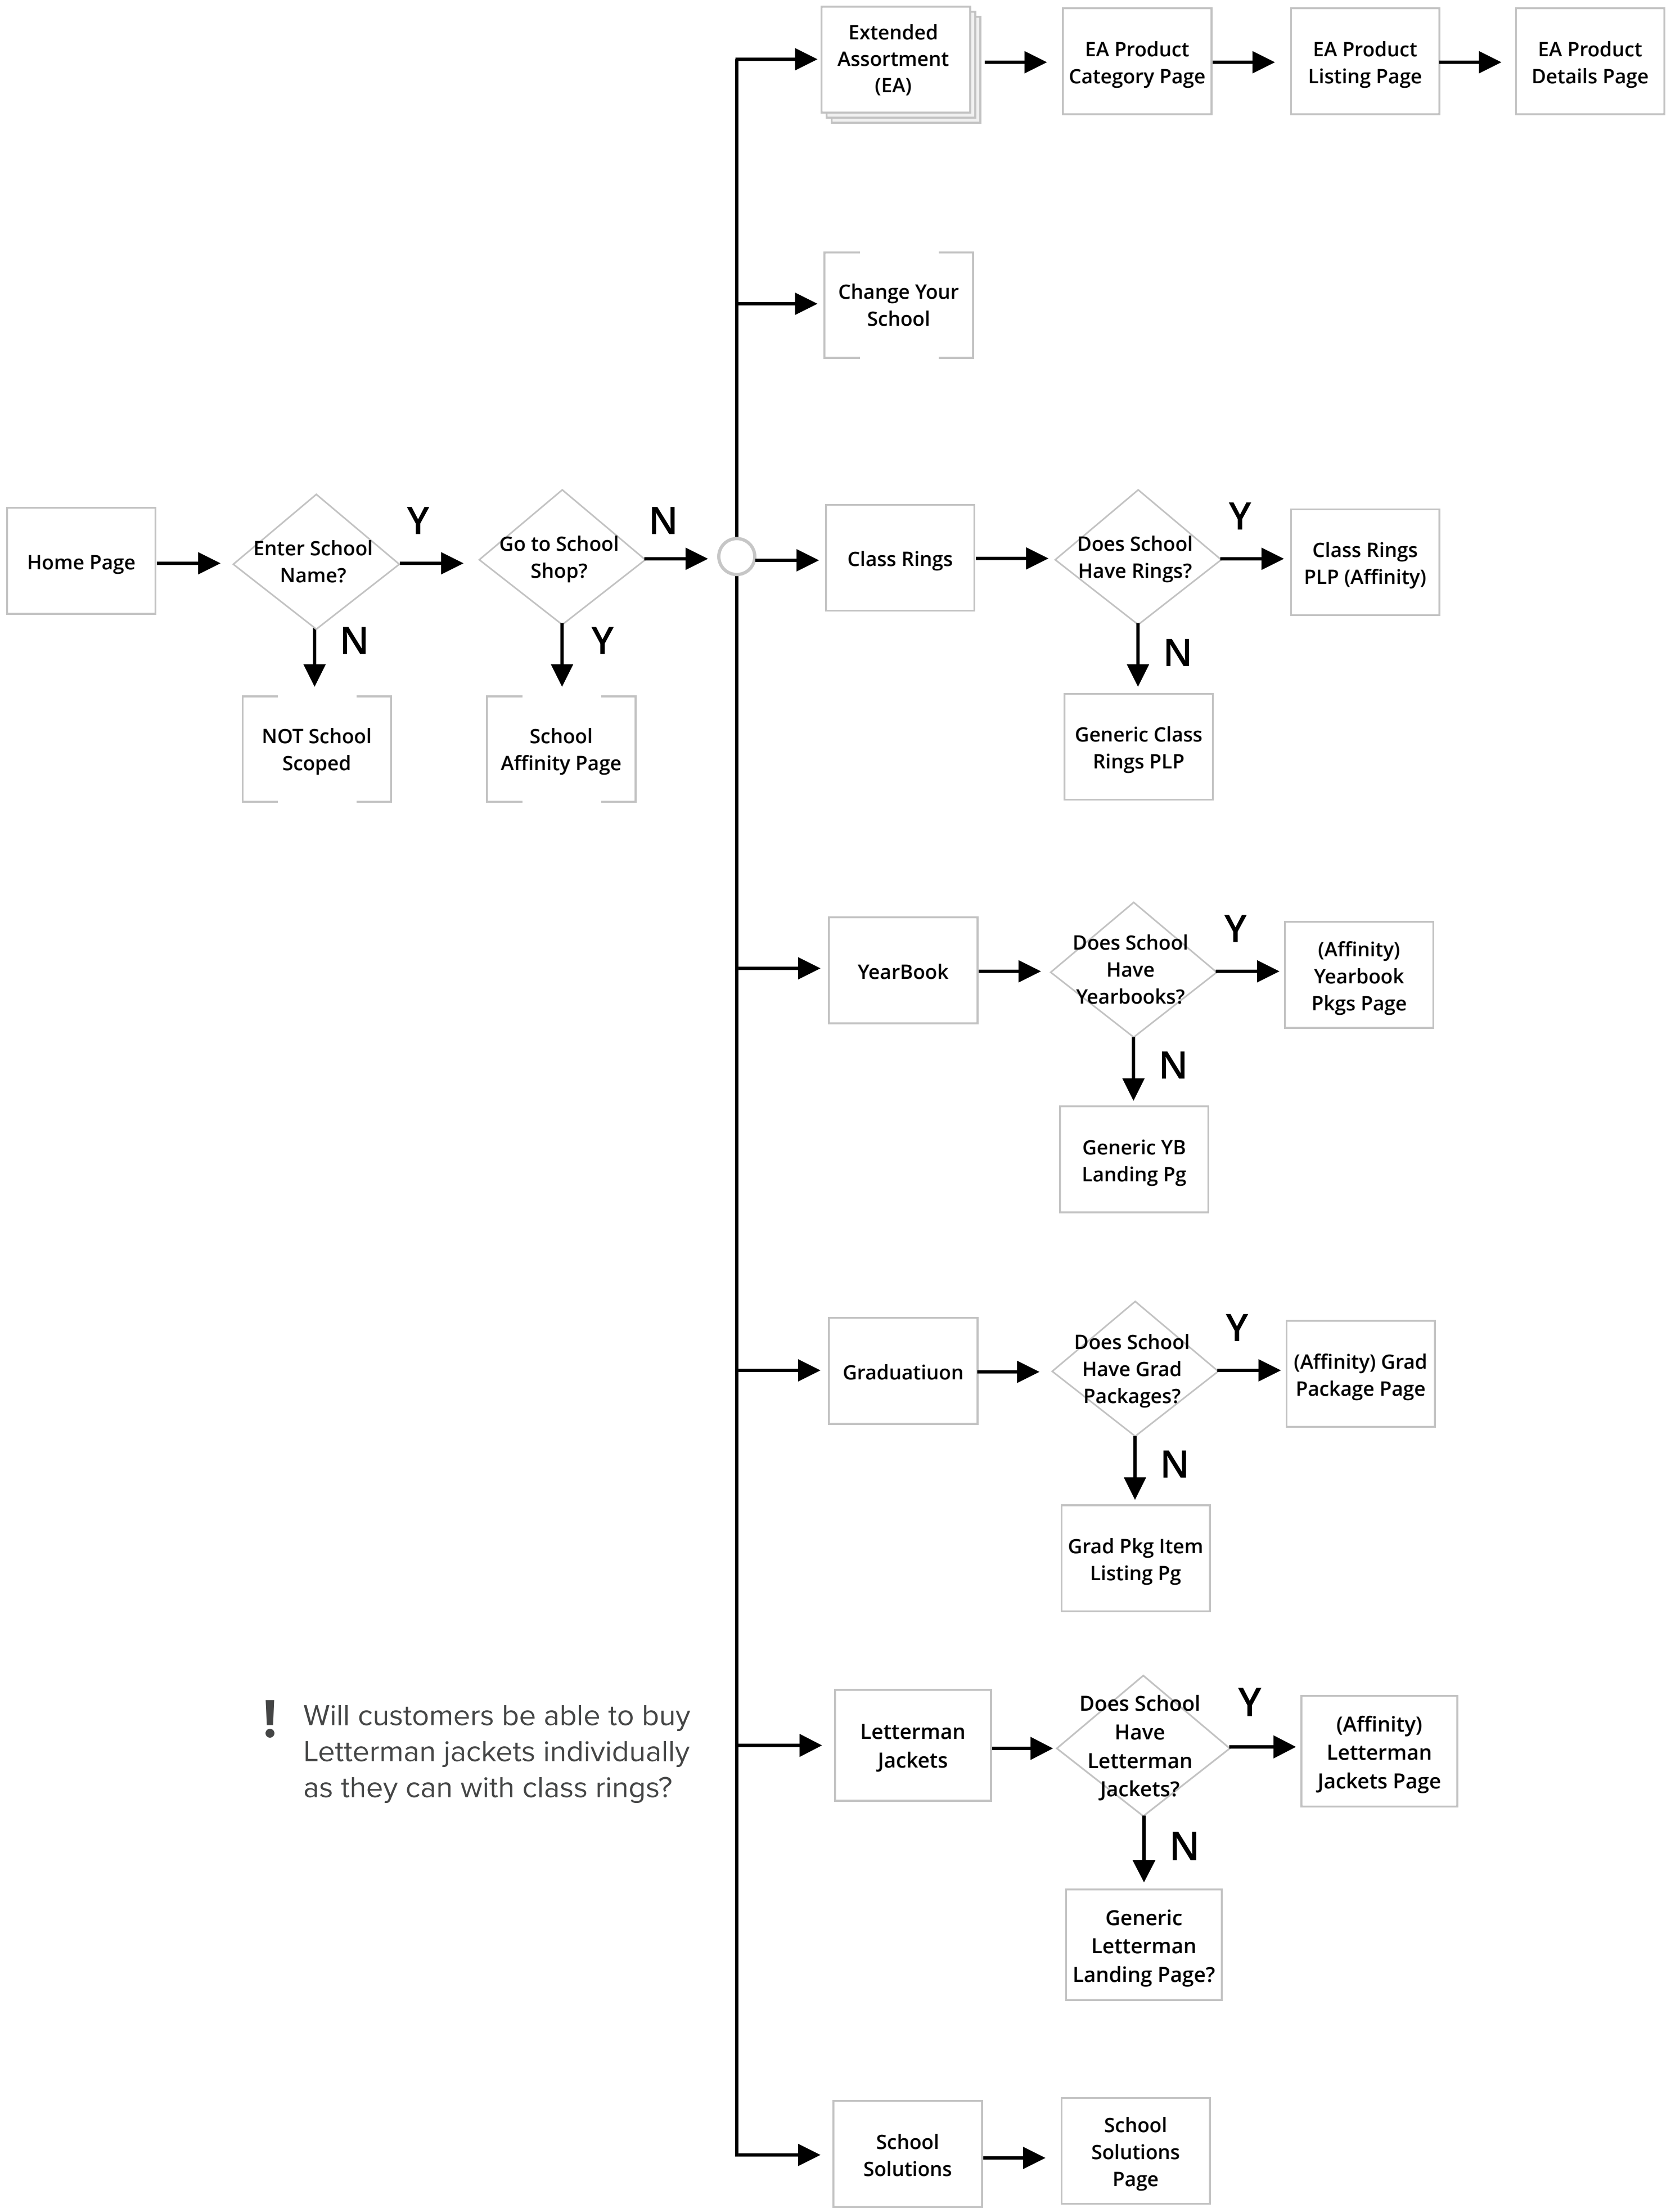 Extended
Assortment
(EA)
EA Product
Category Page
EA Product
Listing Page
EA Product
Details Page
Change Your
School
Home Page
Enter School
Name?
Y
N
NOT School
Scoped
Go to School
Shop?
N
Y
School
Affinity Page
Class Rings
Does School
Have Rings?
Y
Class Rings
PLP (Affinity)
N
Generic Class
Rings PLP
YearBook
Does School
Have
Yearbooks?
Y
(Affinity)
Yearbook
Pkgs Page
N
Generic YB
Landing Pg
Graduatiuon
Does School
Have Grad
Packages?
Y
(Affinity) Grad
Package Page
N
Grad Pkg Item
Listing Pg
! Will customers be able to buy
Letterman jackets individually
as they can with class rings?
Letterman
Jackets
Does School
Have
Letterman
Jackets?
Y
(Affinity)
Letterman
Jackets Page
N
Generic
Letterman
Landing Page?
School
Solutions
School
Solutions
Page